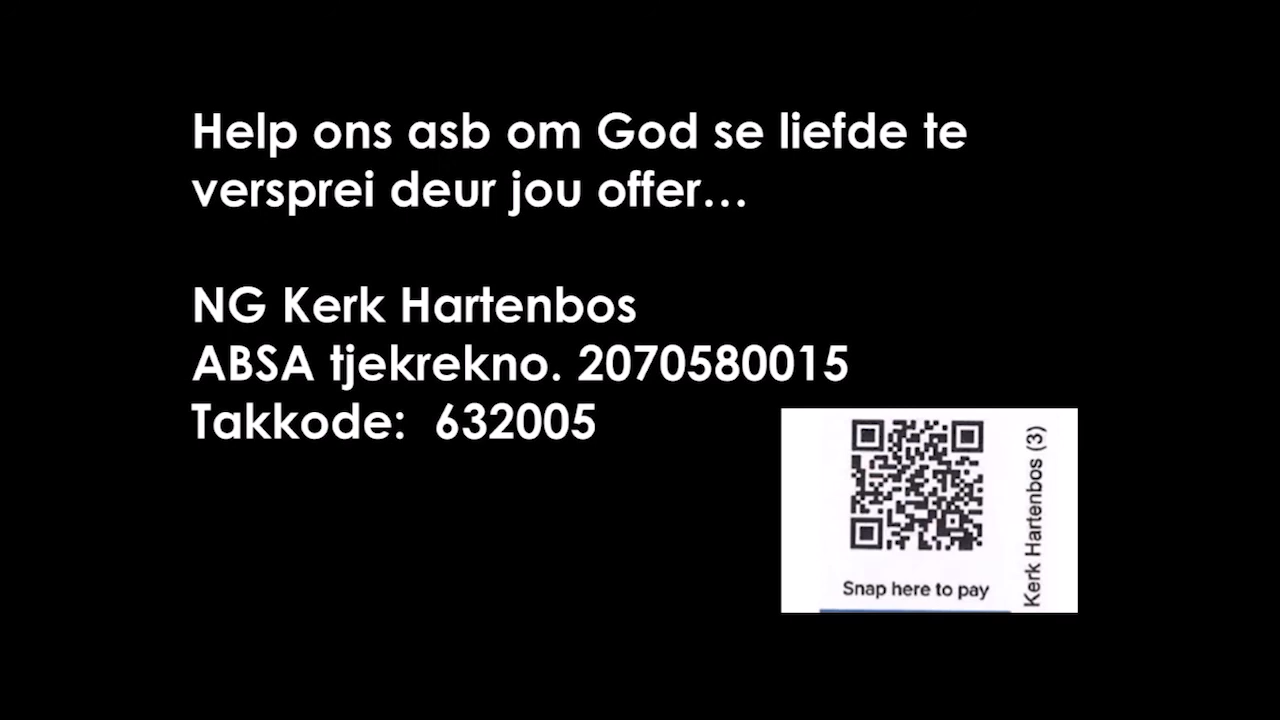 Help ons asb om God se liefde te
versprei deur jou offer...
NG Kerk Hartenbos
ABSA tjekrekno. 2070580015
Takkode: 632005
Snap here to pay
Kerk Hartenbos (3)